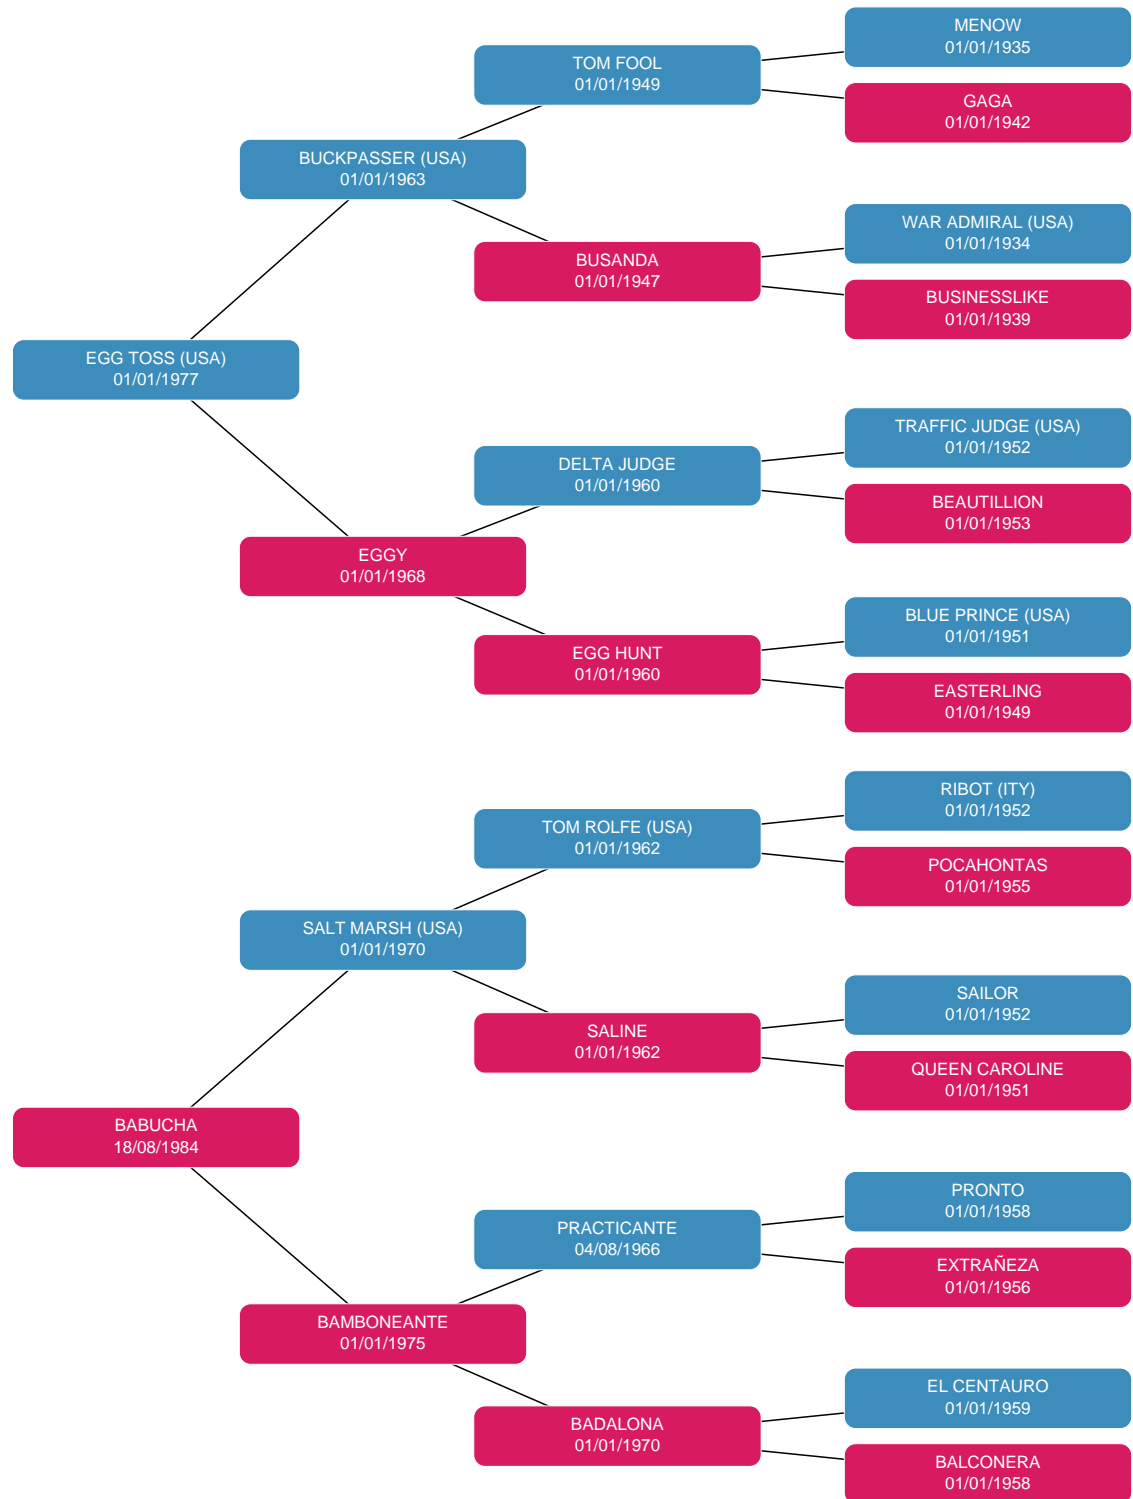 MENOW
01/01/1935
TOM FOOL
01/01/1949
GAGA
01/01/1942
BUCKPASSER (USA)
01/01/1963
WAR ADMIRAL (USA)
01/01/1934
BUSANDA
01/01/1947
BUSINESSLIKE
01/01/1939
EGG TOSS (USA)
01/01/1977
TRAFFIC JUDGE (USA)
01/01/1952
DELTA JUDGE
01/01/1960
BEAUTILLION
01/01/1953
EGGY
01/01/1968
BLUE PRINCE (USA)
01/01/1951
EGG HUNT
01/01/1960
EASTERLING
01/01/1949
RIBOT (ITY)
01/01/1952
TOM ROLFE (USA)
01/01/1962
POCAHONTAS
01/01/1955
SALT MARSH (USA)
01/01/1970
SAILOR
01/01/1952
SALINE
01/01/1962
QUEEN CAROLINE
01/01/1951
BABUCHA
18/08/1984
PRONTO
01/01/1958
PRACTICANTE
04/08/1966
EXTRAÑEZA
01/01/1956
BAMBONEANTE
01/01/1975
EL CENTAURO
01/01/1959
BADALONA
01/01/1970
BALCONERA
01/01/1958